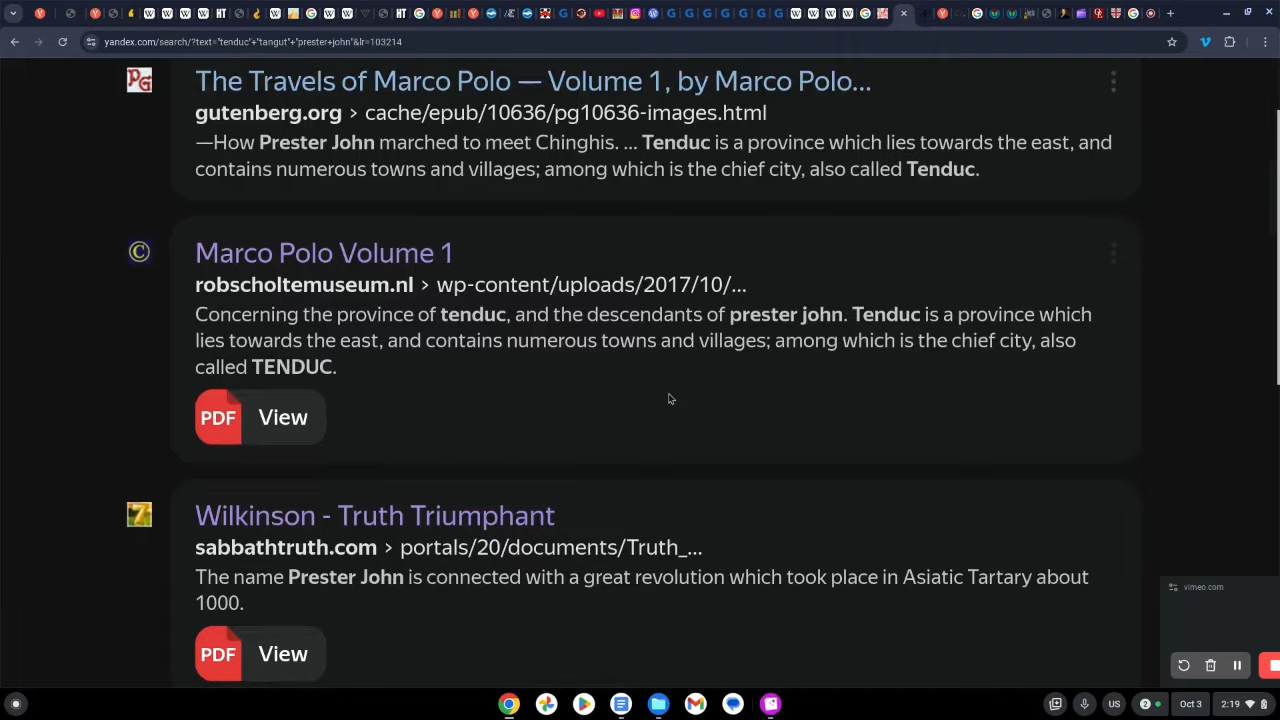 yandex.com/search/?text="tenduc"+"tangut"+"prester+john"&lr=103214
The Travels of Marco Polo — Volume 1, by Marco Polo...
gutenberg.org › cache/epub/10636/pg10636-images.html
—How Prester John marched to meet Chinghis. ... Tenduc is a province which lies towards the east, and
contains numerous towns and villages; among which is the chief city, also called Tenduc.
Marco Polo Volume 1
robscholtemuseum.nl › wp-content/uploads/2017/10/...
Concerning the province of tenduc, and the descendants of prester john. Tenduc is a province which
lies towards the east, and contains numerous towns and villages; among which is the chief city, also
called TENDUC.
PDF View
Wilkinson - Truth Triumphant
sabbathtruth.com › portals/20/documents/Truth_...
The name Prester John is connected with a great revolution which took place in Asiatic Tartary about
1000.
PDF View
vimeo.com
US 2 Oct 3 2:19